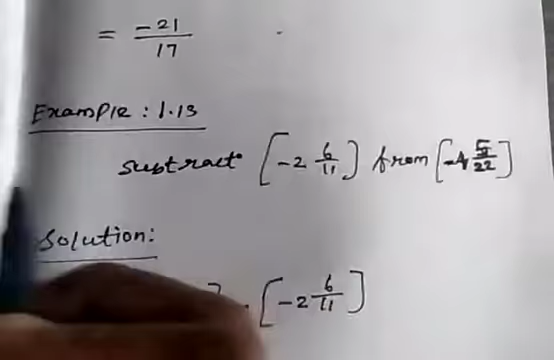 = -21/17
Example : 1.13
subtract [-2 6/11] from [-4 5/22]
Solution:
] - [-2 6/11]